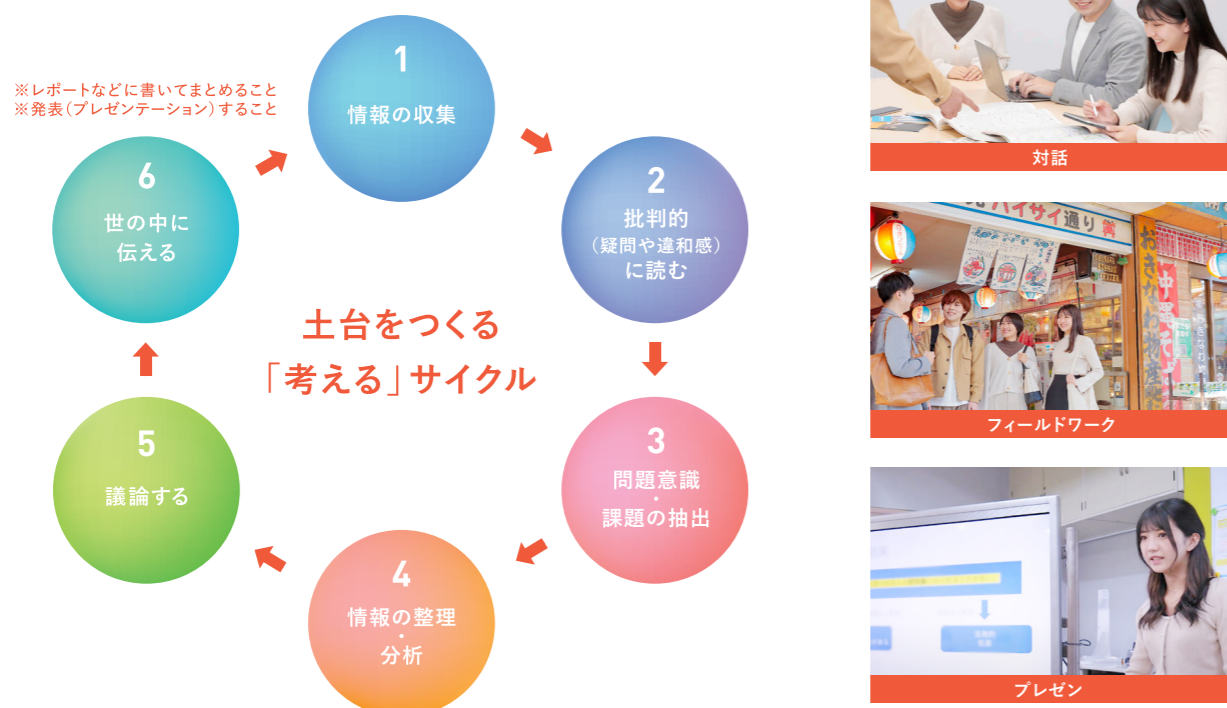 ※レポートなどに書いてまとめること
※発表(プレゼンテーション)すること
1
情報の収集
2
批判的
(疑問や違和感)
に読む
3
問題意識
・
課題の抽出
4
情報の整理
・
分析
5
議論する
6
世の中に
伝える
土台をつくる
「考える」サイクル
対話
ハイサイ通り
フィールドワーク
プレゼン